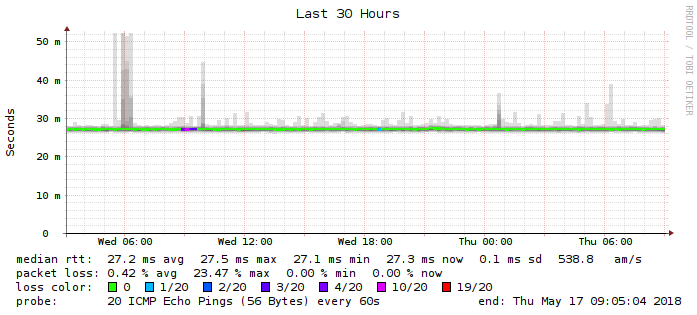 Last 30 Hours
RRDTOOL / TOBI OETIKER
Seconds
50 m
40 m
30 m
20 m
10 m
0
Wed 06:00 Wed 12:00 Wed 18:00 Thu 00:00 Thu 06:00
median rtt: 27.2 ms avg 27.5 ms max 27.1 ms min 27.3 ms now 0.1 ms sd 538.8 am/s
packet loss: 0.42 % avg 23.47 % max 0.00 % min 0.00 % now
loss color: 0 1/20 2/20 3/20 4/20 10/20 19/20
probe: 20 ICMP Echo Pings (56 Bytes) every 60s end: Thu May 17 09:05:04 2018